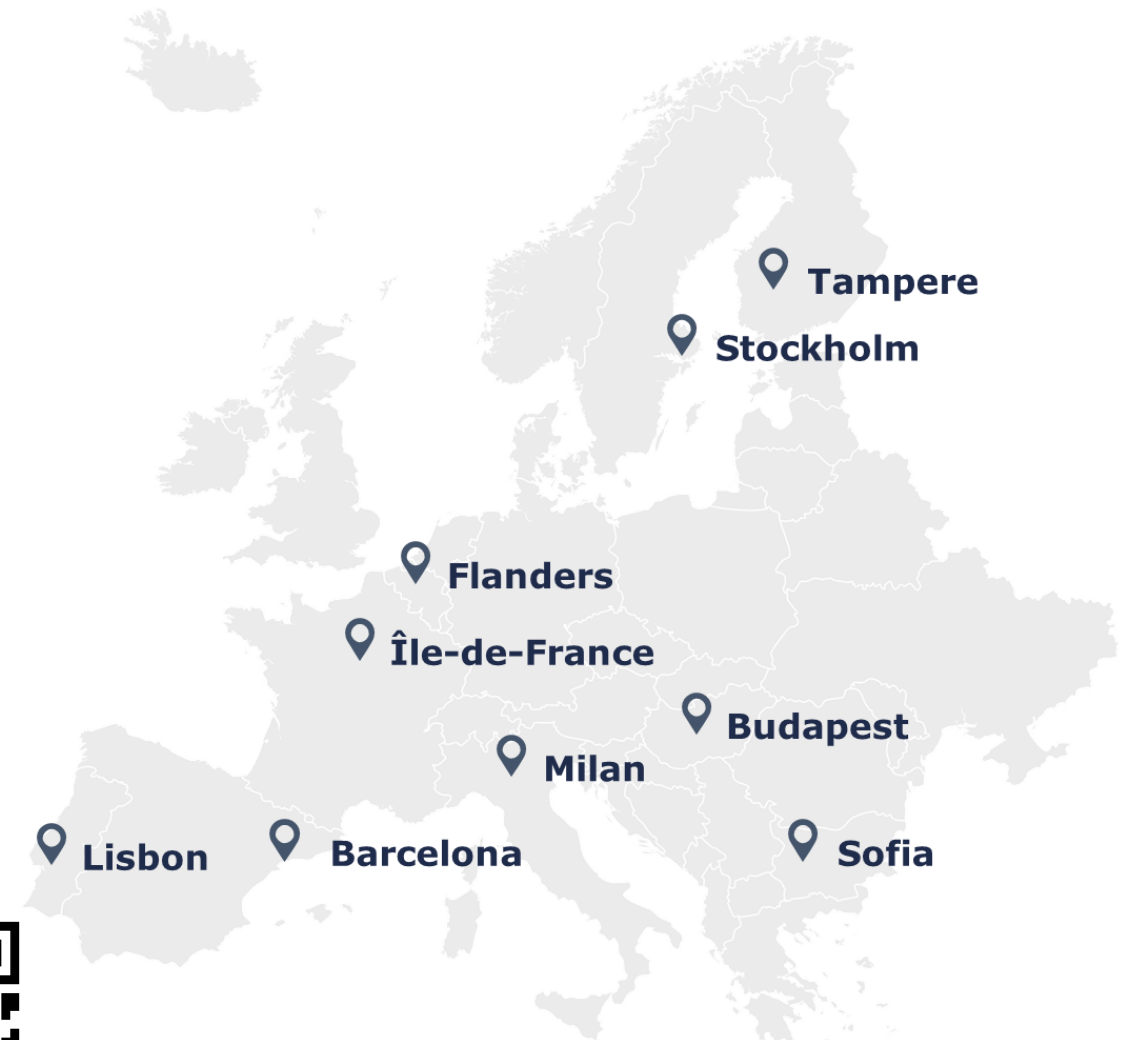 Tampere
Stockholm
Flanders
Île-de-France
Budapest
Milan
Lisbon
Barcelona
Sofia